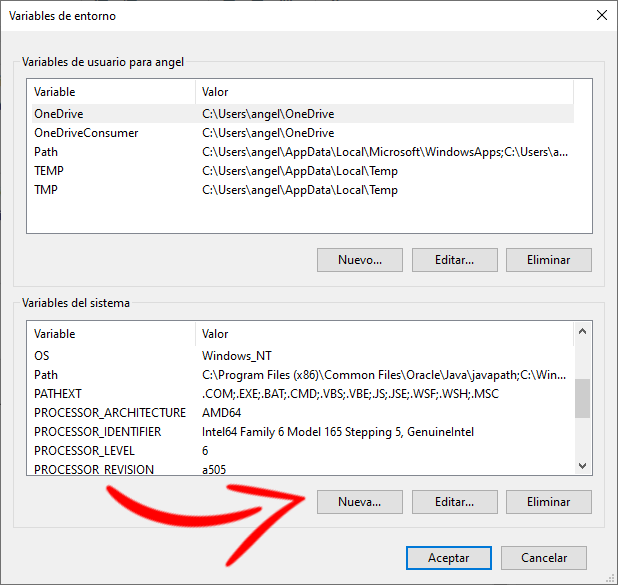 Variables de entorno
Variables de usuario para angel
Variable Valor
OneDrive C:\Users\angel\OneDrive
OneDriveConsumer C:\Users\angel\OneDrive
Path C:\Users\angel\AppData\Local\Microsoft\WindowsApps;C:\Users\a...
TEMP C:\Users\angel\AppData\Local\Temp
TMP C:\Users\angel\AppData\Local\Temp
Nuevo... Editar... Eliminar
Variables del sistema
Variable Valor
OS Windows_NT
Path C:\Program Files (x86)\Common Files\Oracle\Java\javapath;C:\Win...
PATHEXT .COM;.EXE;.BAT;.CMD;.VBS;.VBE;.JS;.JSE;.WSF;.WSH;.MSC
PROCESSOR_ARCHITECTURE AMD64
PROCESSOR_IDENTIFIER Intel64 Family 6 Model 165 Stepping 5, GenuineIntel
PROCESSOR_LEVEL 6
PROCESSOR_REVISION a505
Nueva... Editar... Eliminar
Aceptar Cancelar